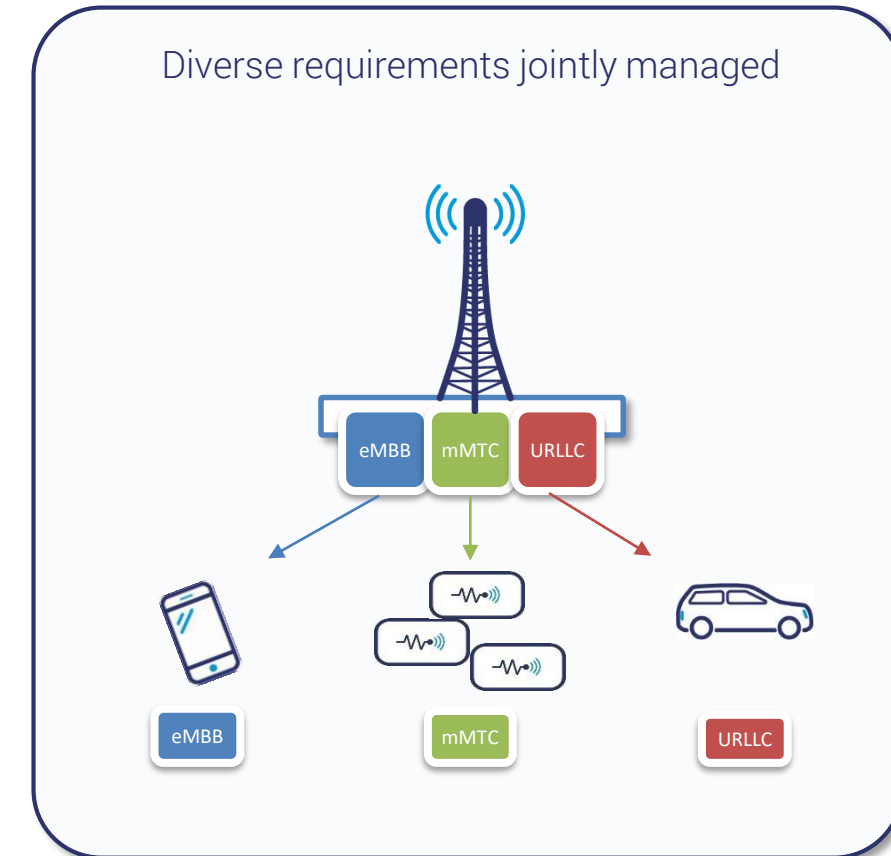 Diverse requirements jointly managed
eMBB
mMTC
URLLC
eMBB
mMTC
URLLC